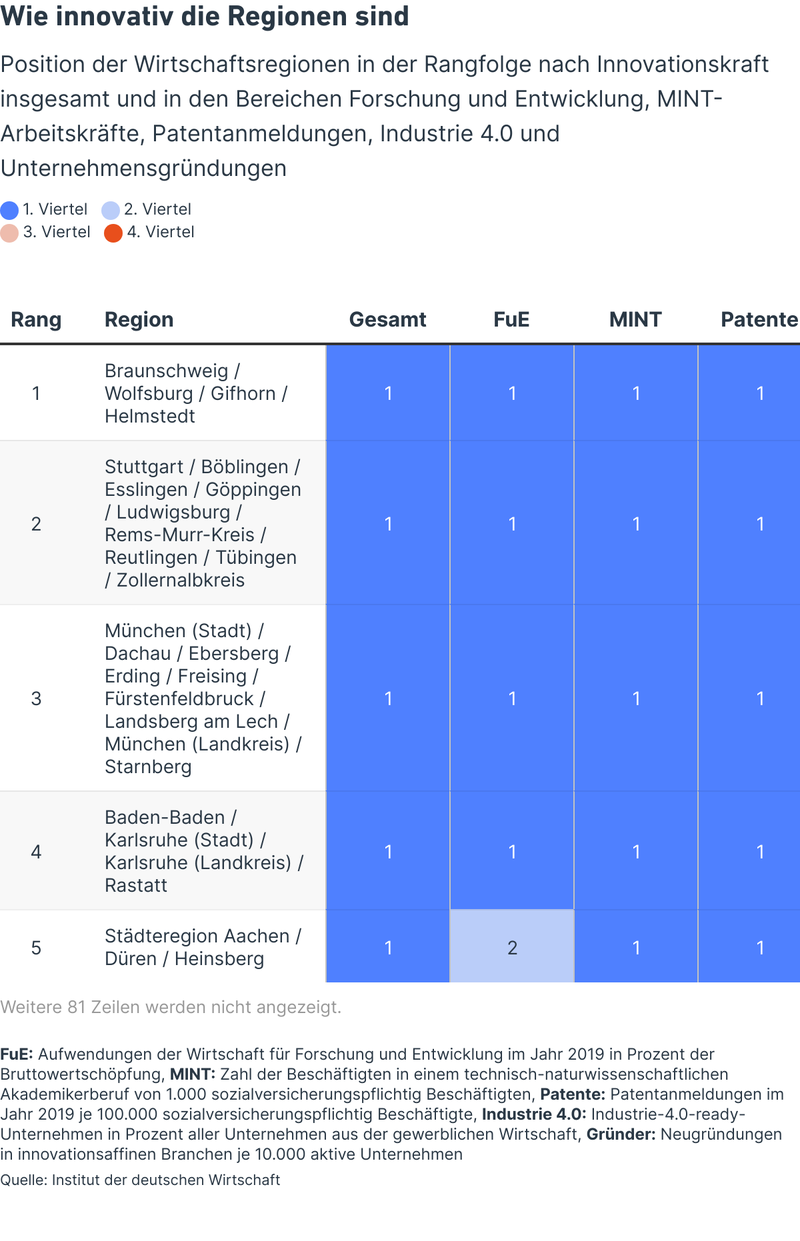 Wie innovativ die Regionen sind
Position der Wirtschaftsregionen in der Rangfolge nach Innovationskraft
insgesamt und in den Bereichen Forschung und Entwicklung, MINT-
Arbeitskräfte, Patentanmeldungen, Industrie 4.0 und
Unternehmensgründungen
1. Viertel 2. Viertel
3. Viertel 4. Viertel
Rang Region Gesamt FuE MINT Patente
Braunschweig /
1 Wolfsburg / Gifhorn / 1 1 1 1
Helmstedt
Stuttgart / Böblingen /
Esslingen / Göppingen
/ Ludwigsburg /
2 1 1 1 1
Rems-Murr-Kreis /
Reutlingen / Tübingen
/ Zollernalbkreis
München (Stadt) /
Dachau / Ebersberg /
Erding / Freising /
3 Fürstenfeldbruck / 1 1 1 1
Landsberg am Lech /
München (Landkreis) /
Starnberg
Baden-Baden /
Karlsruhe (Stadt) /
4 1 1 1 1
Karlsruhe (Landkreis) /
Rastatt
Städteregion Aachen /
5 1 2 1 1
Düren / Heinsberg
Weitere 81 Zeilen werden nicht angezeigt.
FuE: Aufwendungen der Wirtschaft für Forschung und Entwicklung im Jahr 2019 in Prozent der
Bruttowertschöpfung, MINT: Zahl der Beschäftigten in einem technisch-naturwissenschaftlichen
Akademikerberuf von 1.000 sozialversicherungspflichtig Beschäftigten, Patente: Patentanmeldungen im
Jahr 2019 je 100.000 sozialversicherungspflichtig Beschäftigte, Industrie 4.0: Industrie-4.0-ready-
Unternehmen in Prozent aller Unternehmen aus der gewerblichen Wirtschaft, Gründer: Neugründungen
in innovationsaffinen Branchen je 10.000 aktive Unternehmen
Quelle: Institut der deutschen Wirtschaft